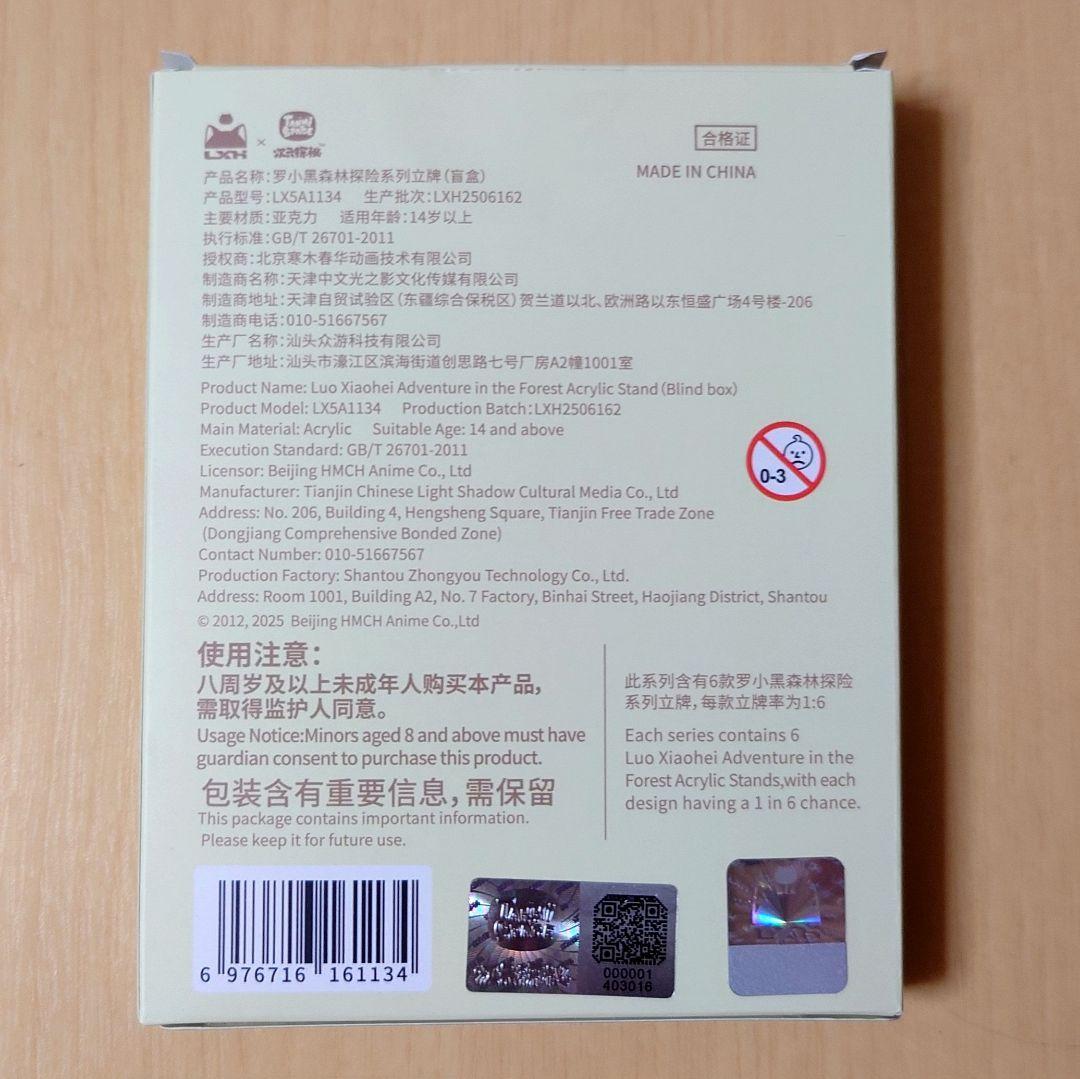 LXH × TANMI SPACE
次元探秘
合格证
MADE IN CHINA
产品名称：罗小黑森林探险系列立牌（盲盒）
产品型号：LX5A1134 生产批次：LXH2506162
主要材质：亚克力 适用年龄：14岁以上
执行标准：GB/T 26701-2011
授权商：北京寒木春华动画技术有限公司
制造商名称：天津中文光之影文化传媒有限公司
制造商地址：天津自贸试验区（东疆综合保税区）贺兰道以北、欧洲路以东恒盛广场4号楼-206
制造商电话：010-51667567
生产厂名称：汕头众游科技有限公司
生产厂地址：汕头市濠江区滨海街道创思路七号厂房A2幢1001室
Product Name: Luo Xiaohei Adventure in the Forest Acrylic Stand（Blind box）
Product Model: LX5A1134 Production Batch：LXH2506162
Main Material: Acrylic Suitable Age: 14 and above
Execution Standard: GB/T 26701-2011
Licensor: Beijing HMCH Anime Co., Ltd
Manufacturer: Tianjin Chinese Light Shadow Cultural Media Co., Ltd
Address: No. 206, Building 4, Hengsheng Square, Tianjin Free Trade Zone
(Dongjiang Comprehensive Bonded Zone)
Contact Number: 010-51667567
Production Factory: Shantou Zhongyou Technology Co., Ltd.
Address: Room 1001, Building A2, No. 7 Factory, Binhai Street, Haojiang District, Shantou
© 2012, 2025 Beijing HMCH Anime Co.,Ltd
0-3
使用注意：
八周岁及以上未成年人购买本产品，
需取得监护人同意。
Usage Notice:Minors aged 8 and above must have
guardian consent to purchase this product.
包装含有重要信息，需保留
This package contains important information.
Please keep it for future use.
此系列含有6款罗小黑森林探险
系列立牌，每款立牌率为1:6
Each series contains 6
Luo Xiaohei Adventure in the
Forest Acrylic Stands,with each
design having a 1 in 6 chance.
6 976716 161134
000001
403016